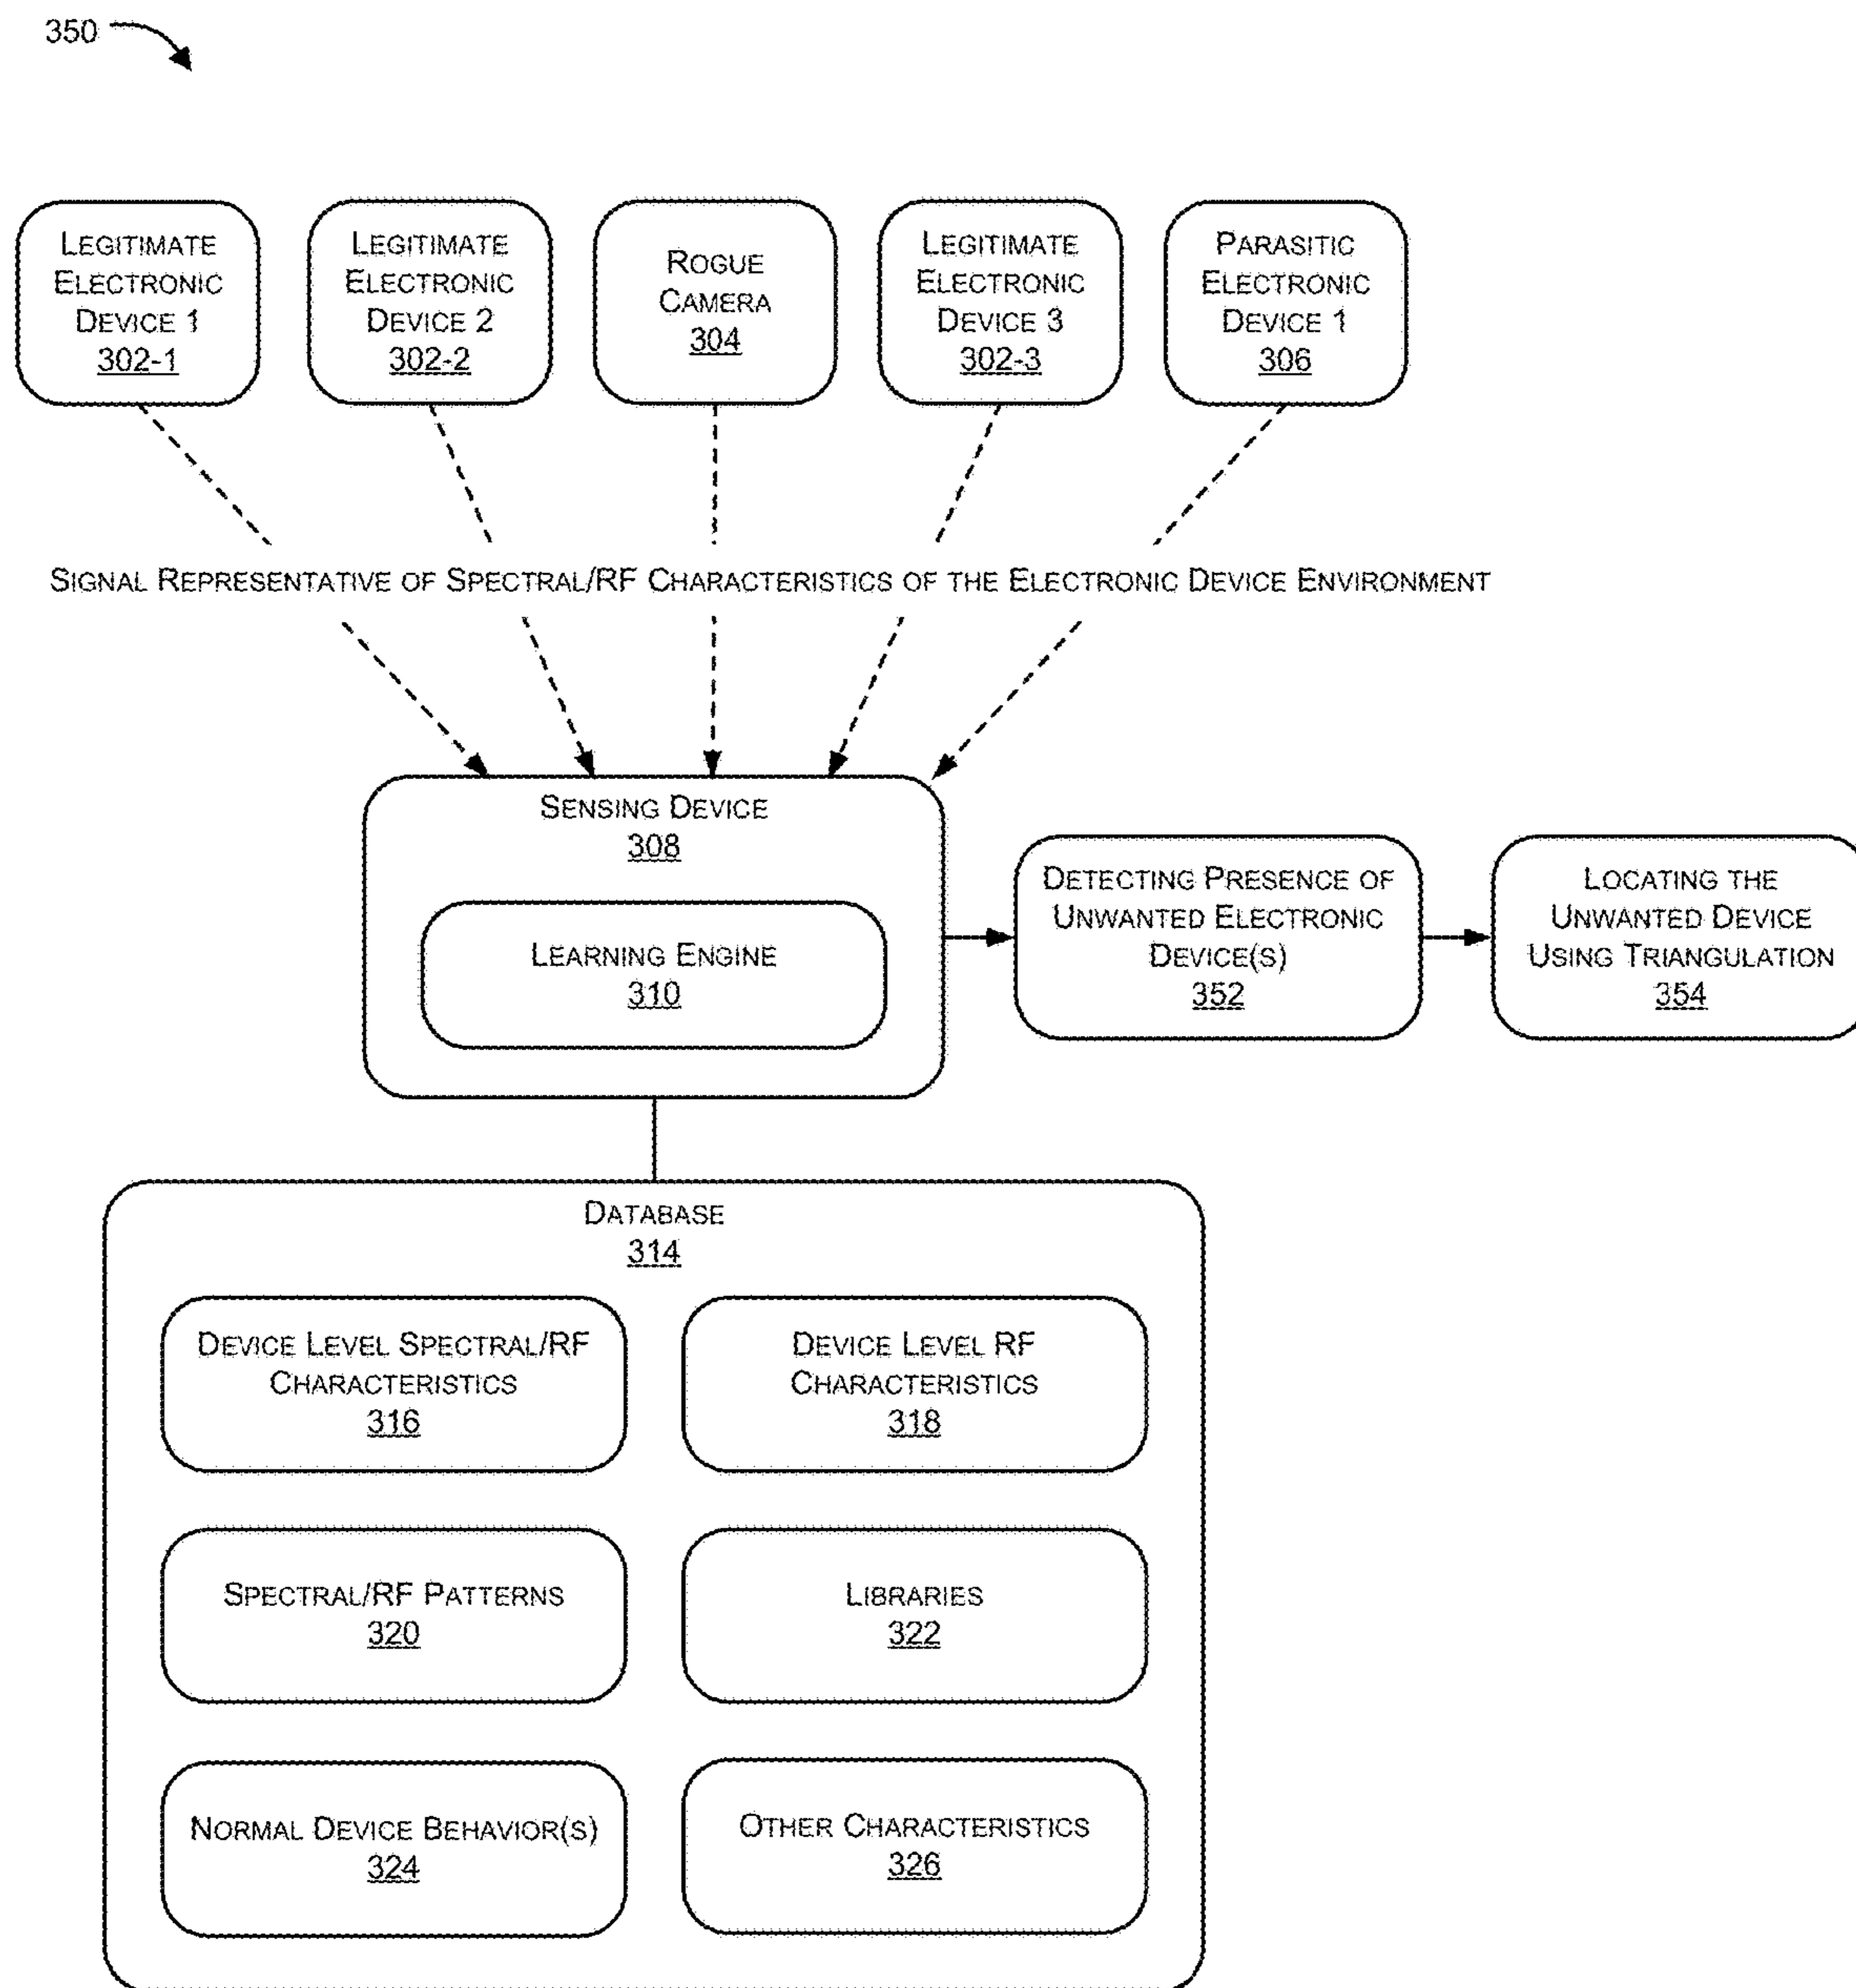 350
LEGITIMATE
ELECTRONIC
DEVICE 1
302-1
LEGITIMATE
ELECTRONIC
DEVICE 2
302-2
ROGUE
CAMERA
304
LEGITIMATE
ELECTRONIC
DEVICE 3
302-3
PARASITIC
ELECTRONIC
DEVICE 1
306
SIGNAL REPRESENTATIVE OF SPECTRAL/RF CHARACTERISTICS OF THE ELECTRONIC DEVICE ENVIRONMENT
SENSING DEVICE
308
LEARNING ENGINE
310
DETECTING PRESENCE OF
UNWANTED ELECTRONIC
DEVICE(S)
352
LOCATING THE
UNWANTED DEVICE
USING TRIANGULATION
354
DATABASE
314
DEVICE LEVEL SPECTRAL/RF
CHARACTERISTICS
316
DEVICE LEVEL RF
CHARACTERISTICS
318
SPECTRAL/RF PATTERNS
320
LIBRARIES
322
NORMAL DEVICE BEHAVIOR(S)
324
OTHER CHARACTERISTICS
326